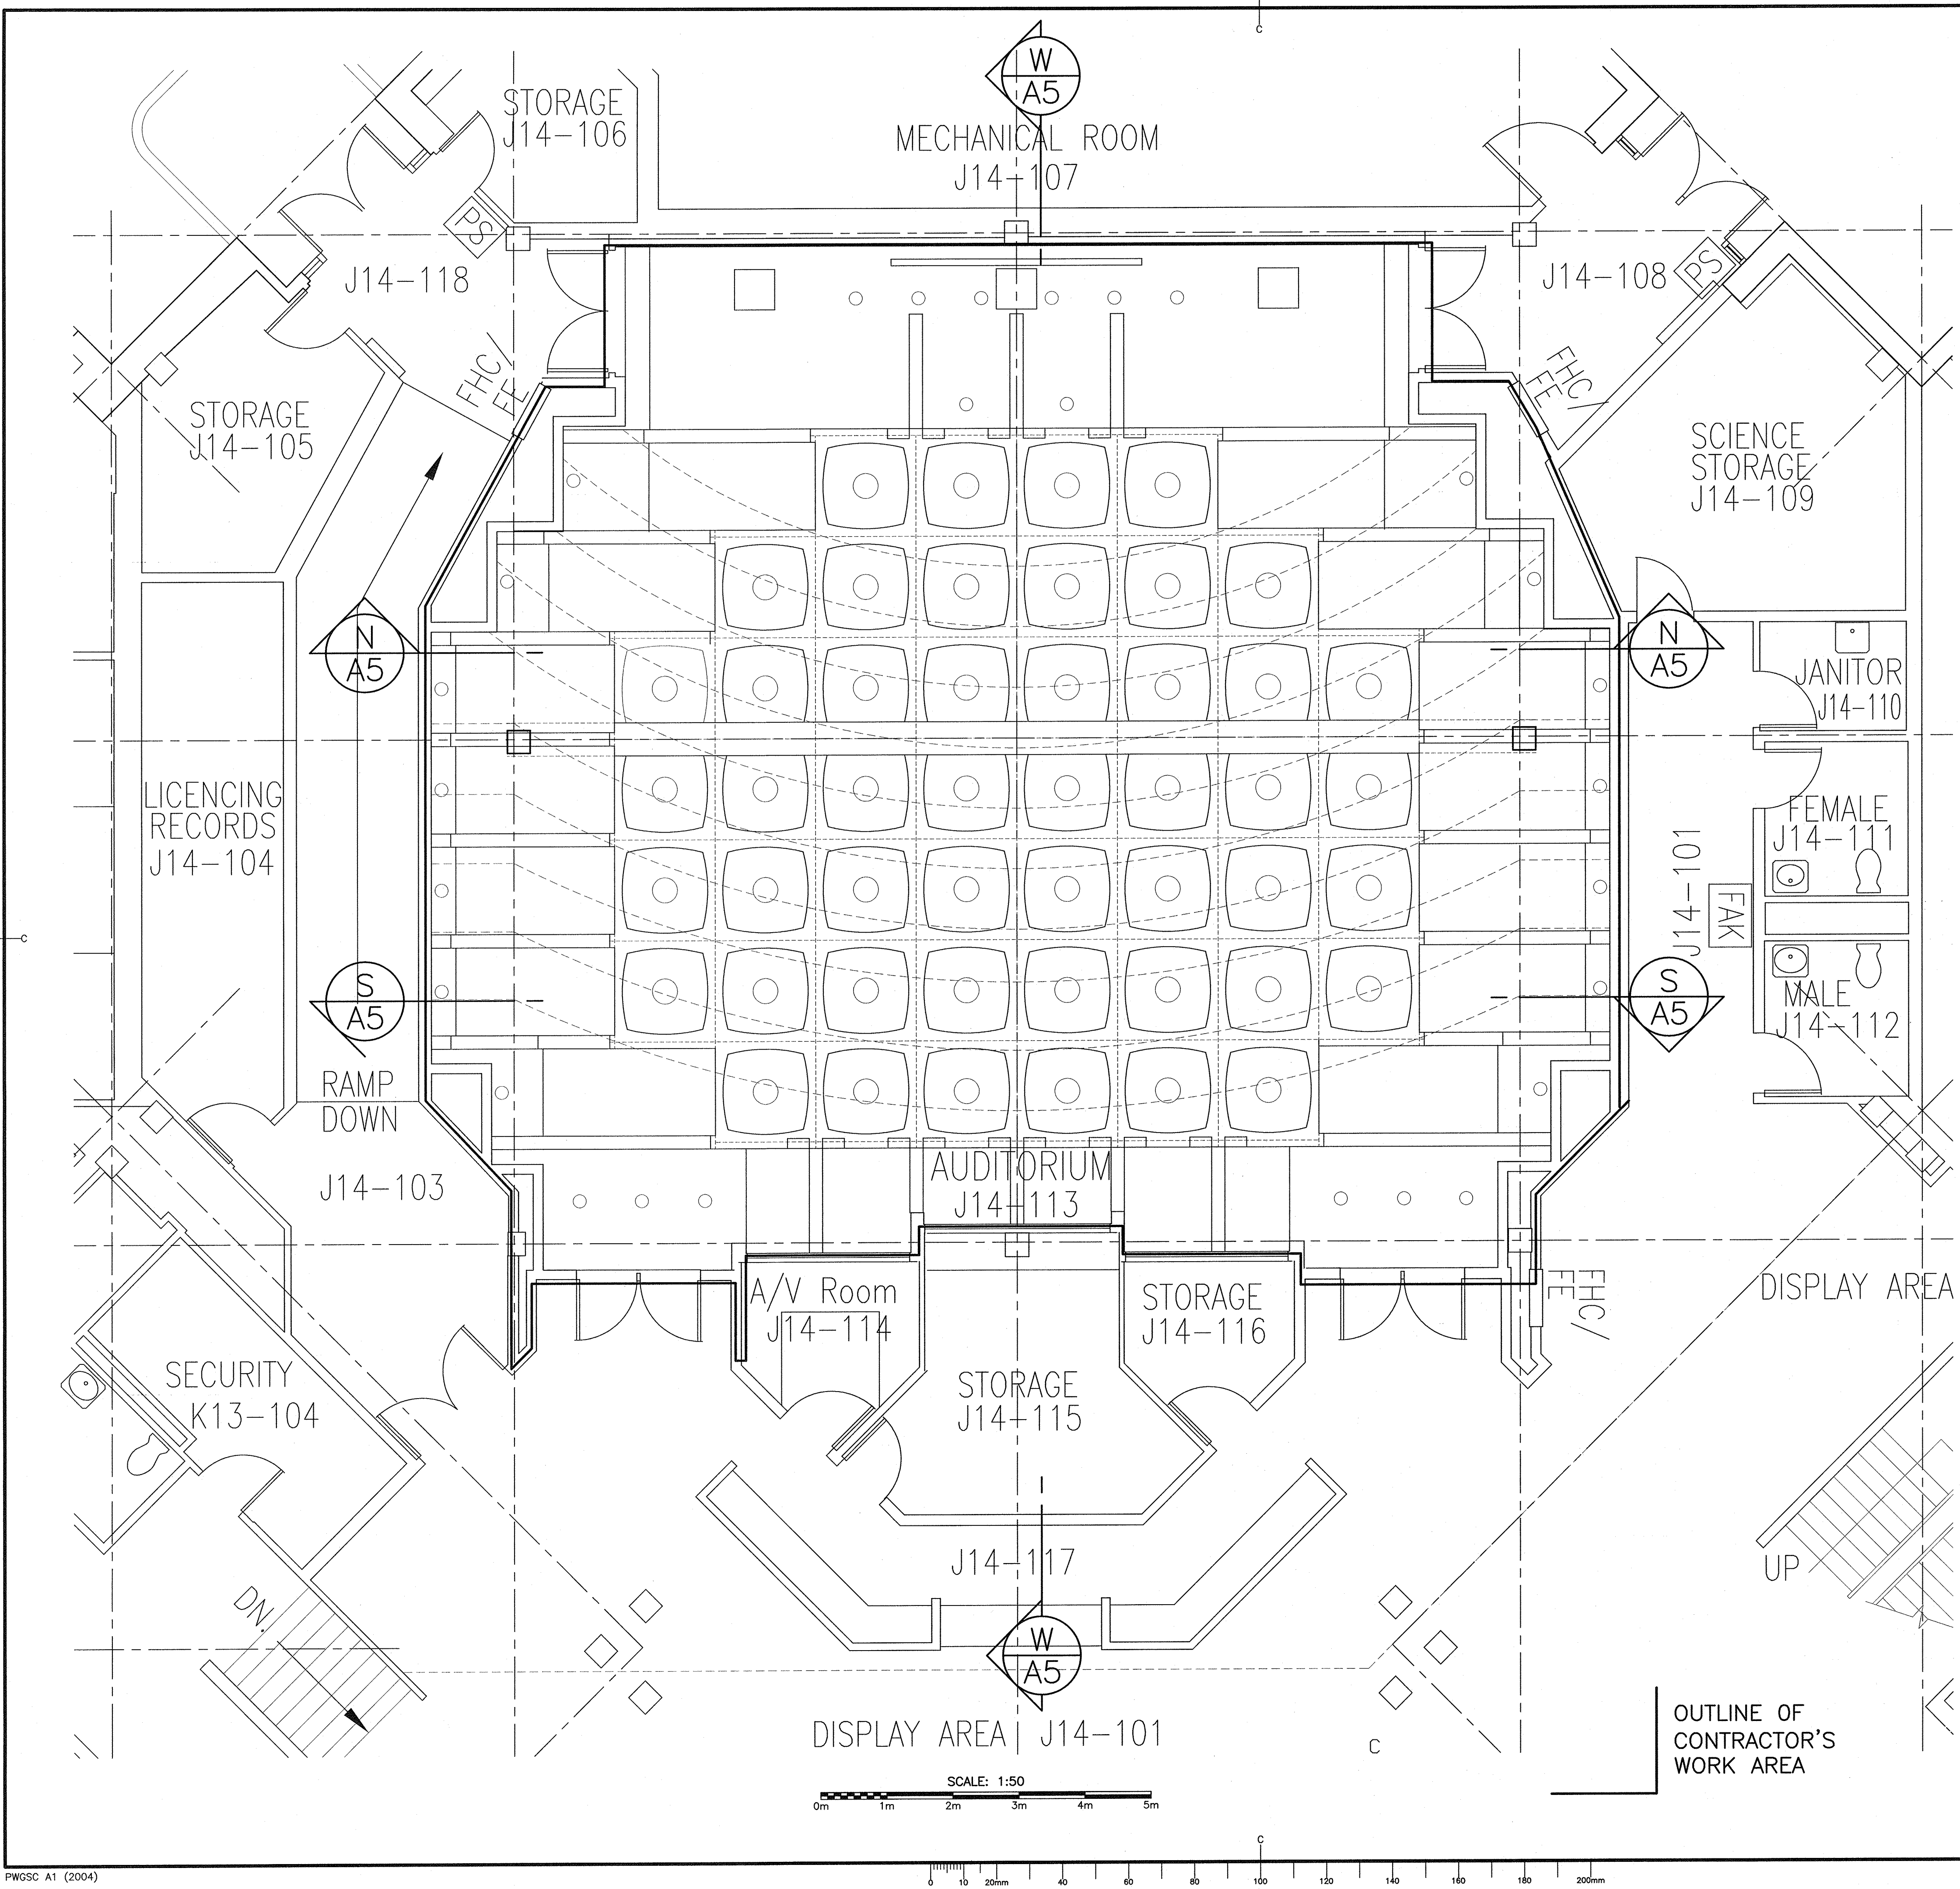 C
W
A5
STORAGE
J14-106
MECHANICAL ROOM
J14-107
PS
J14-118
J14-108
PS
FHC/
FE
FHC/
FE
STORAGE
J14-105
SCIENCE
STORAGE
J14-109
N
A5
N
A5
JANITOR
J14-110
LICENCING
RECORDS
J14-104
FEMALE
J14-111
J14-101
FAK
C
S
A5
S
A5
MALE
J14-112
RAMP
DOWN
J14-103
AUDITORIUM
J14-113
A/V Room
J14-114
STORAGE
J14-116
FHC/
FE
DISPLAY AREA
SECURITY
K13-104
STORAGE
J14-115
J14-117
UP
DN.
W
A5
DISPLAY AREA J14-101
C
OUTLINE OF
CONTRACTOR'S
WORK AREA
SCALE: 1:50
0m 1m 2m 3m 4m 5m
C
PWGSC A1 (2004)
0 10 20mm 40 60 80 100 120 140 160 180 200mm